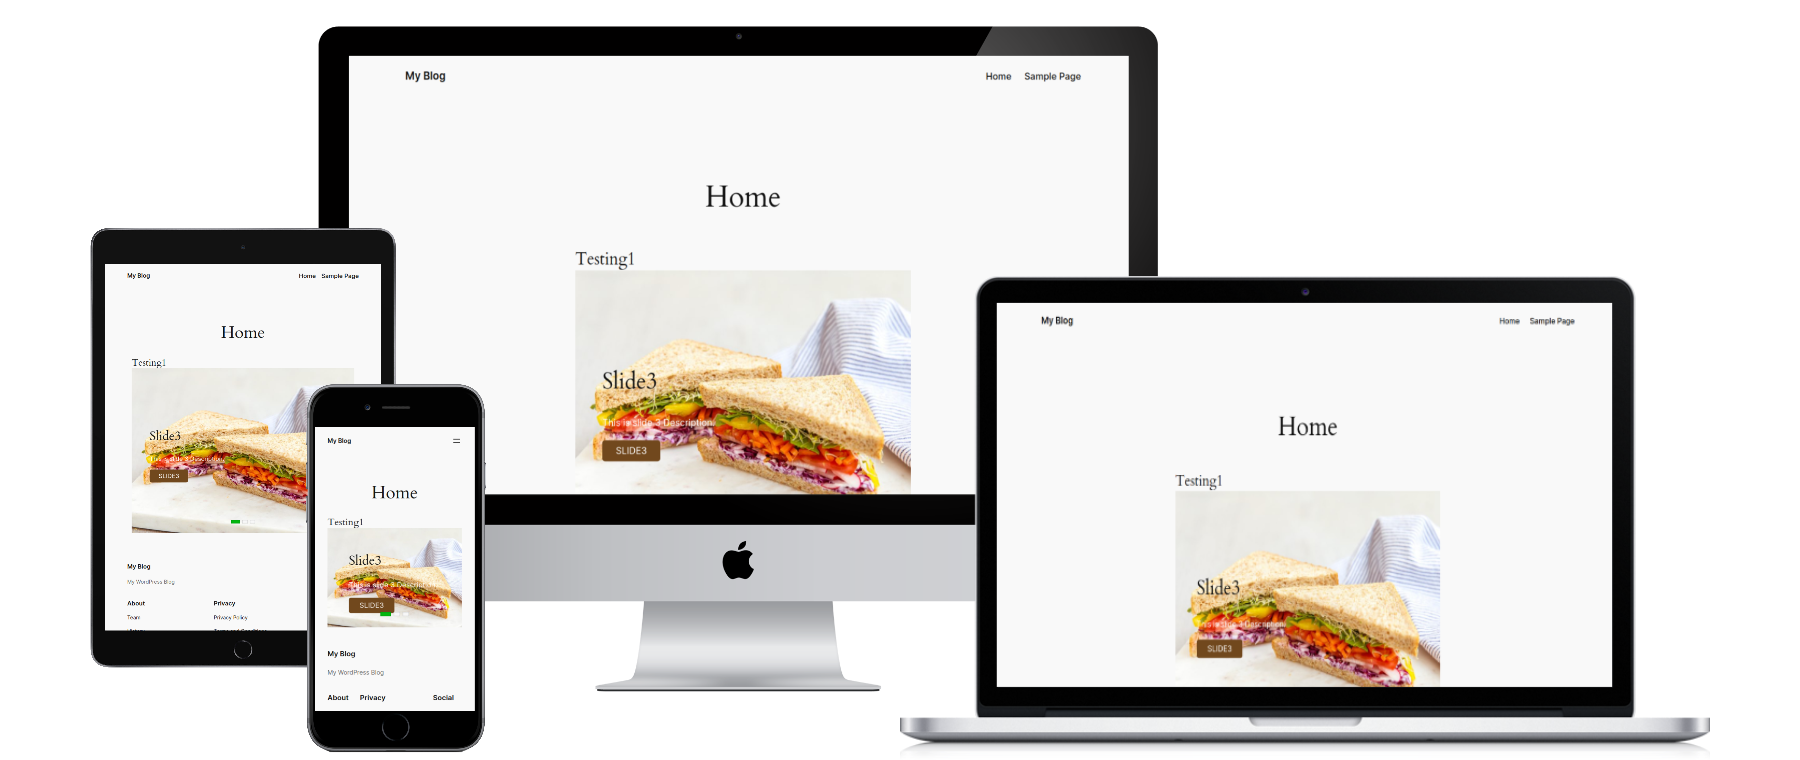 My Blog
Home Sample Page
Home
Testing1
Slide3
This is slide 3 Description
SLIDE3
My Blog
Home Sample Page
Home
Testing1
Slide3
This is slide 3 Description
SLIDE3
My Blog
My WordPress Blog
About Privacy
Team Privacy Policy
My Blog
Home
Testing1
Slide3
This is slide 3 Description
SLIDE3
My Blog
My WordPress Blog
About Privacy Social
My Blog
Home Sample Page
Home
Testing1
Slide3
This is slide 3 Description
SLIDE3